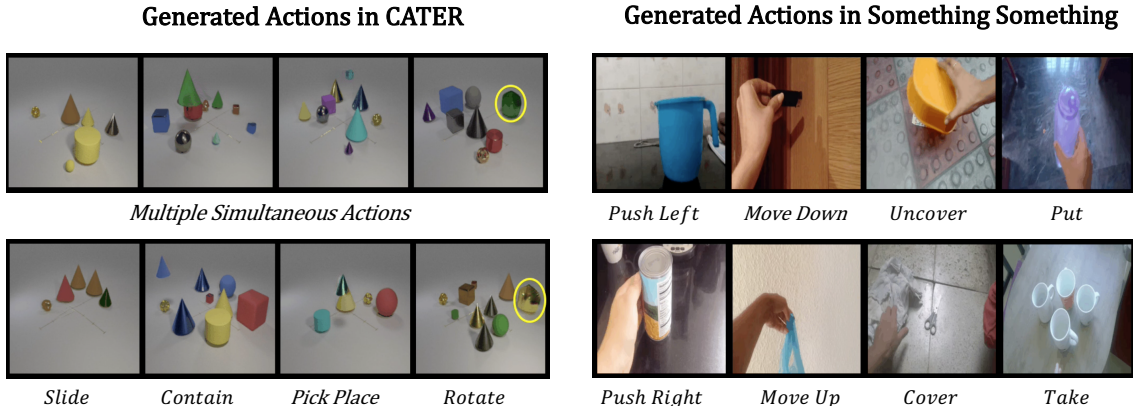 Generated Actions in CATER
Generated Actions in Something Something
Multiple Simultaneous Actions
Push Left Move Down Uncover Put
Slide Contain Pick Place Rotate
Push Right Move Up Cover Take